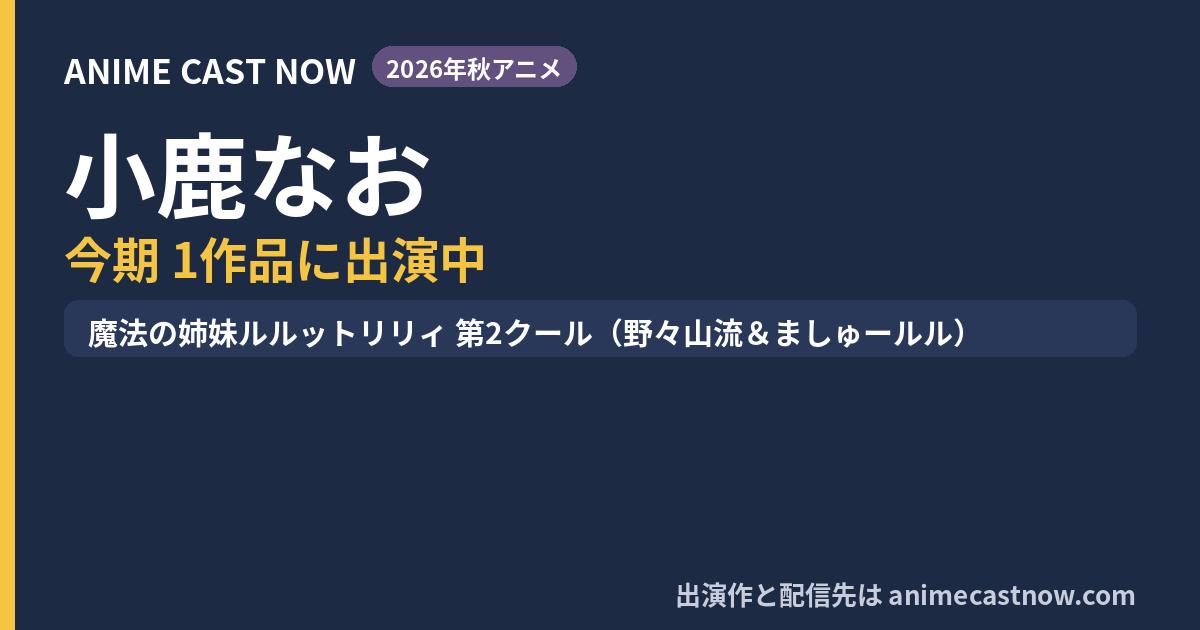 ANIME CAST NOW 2026年秋アニメ
小鹿なお
今期 1作品に出演中
魔法の姉妹ルルットリリィ 第2クール（野々山流＆ましゅールル）
出演作と配信先は animecastnow.com